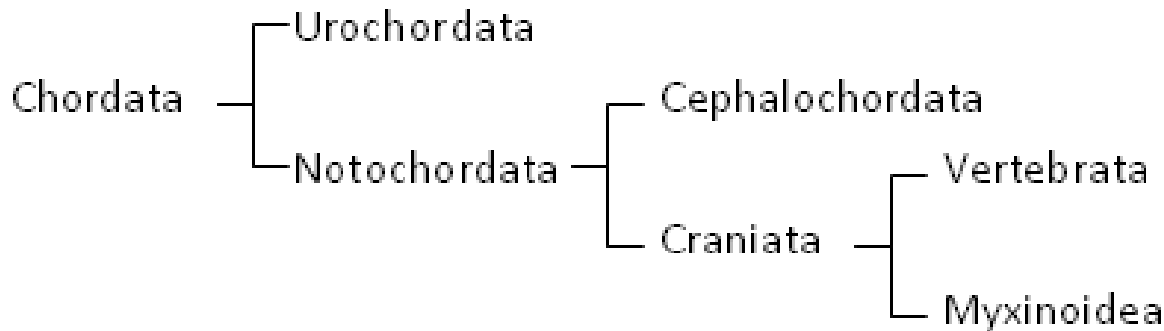 Urochordata
Chordata
Cephalochordata
Notochordata
Vertebrata
Craniata
Myxinoidea